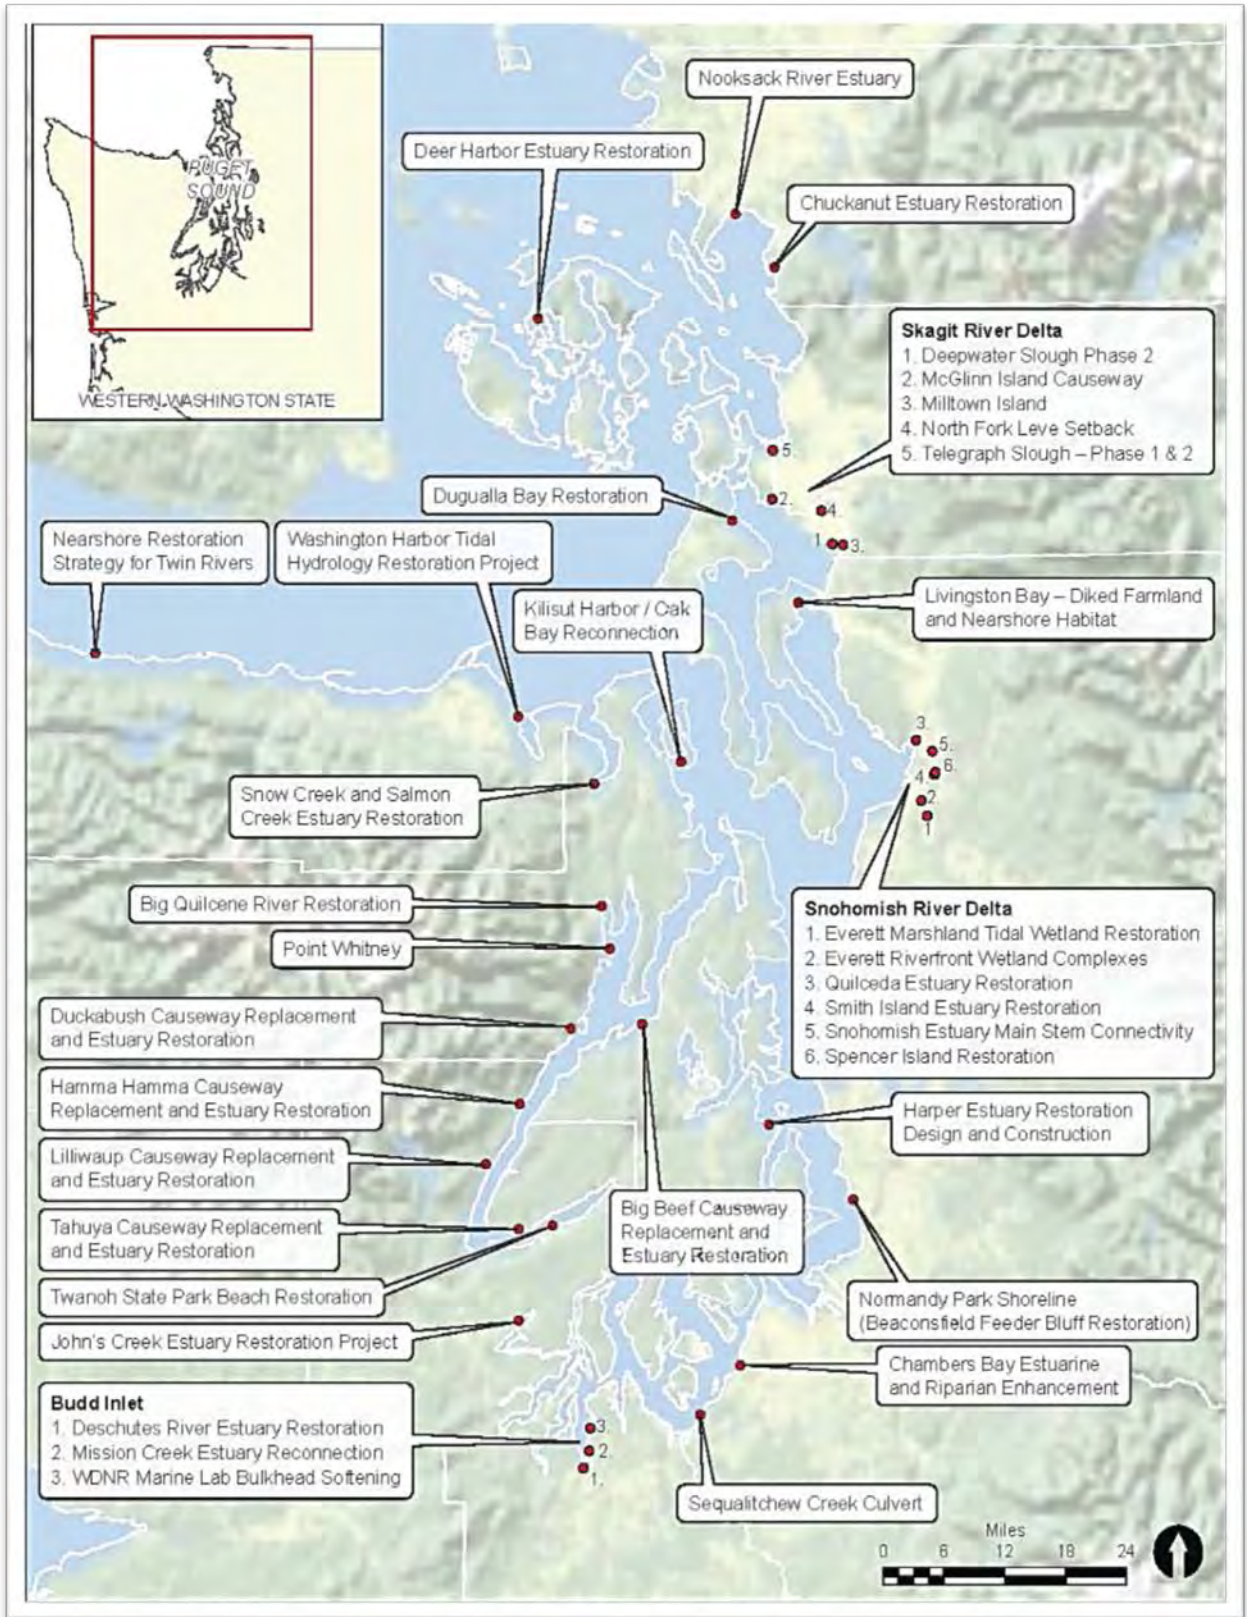 PUGET
SOUND
WESTERN WASHINGTON STATE
Nooksack River Estuary
Deer Harbor Estuary Restoration
Chuckanut Estuary Restoration
Skagit River Delta
1. Deepwater Slough Phase 2
2. McGlinn Island Causeway
3. Milltown Island
4. North Fork Leve Setback
5. Telegraph Slough – Phase 1 & 2
5.
2.
4.
1.
3.
Dugualla Bay Restoration
Nearshore Restoration
Strategy for Twin Rivers
Washington Harbor Tidal
Hydrology Restoration Project
Kilisut Harbor / Oak
Bay Reconnection
Livingston Bay – Diked Farmland
and Nearshore Habitat
3.
5.
6.
4.
2.
1.
Snow Creek and Salmon
Creek Estuary Restoration
Big Quilcene River Restoration
Point Whitney
Snohomish River Delta
1. Everett Marshland Tidal Wetland Restoration
2. Everett Riverfront Wetland Complexes
3. Quilceda Estuary Restoration
4. Smith Island Estuary Restoration
5. Snohomish Estuary Main Stem Connectivity
6. Spencer Island Restoration
Duckabush Causeway Replacement
and Estuary Restoration
Hamma Hamma Causeway
Replacement and Estuary Restoration
Harper Estuary Restoration
Design and Construction
Lilliwaup Causeway Replacement
and Estuary Restoration
Big Beef Causeway
Replacement and
Estuary Restoration
Tahuya Causeway Replacement
and Estuary Restoration
Twanoh State Park Beach Restoration
Normandy Park Shoreline
(Beaconsfield Feeder Bluff Restoration)
John's Creek Estuary Restoration Project
Chambers Bay Estuarine
and Riparian Enhancement
Budd Inlet
1. Deschutes River Estuary Restoration
2. Mission Creek Estuary Reconnection
3. WDNR Marine Lab Bulkhead Softening
3.
2.
1.
Sequalitchew Creek Culvert
Miles
0 6 12 18 24